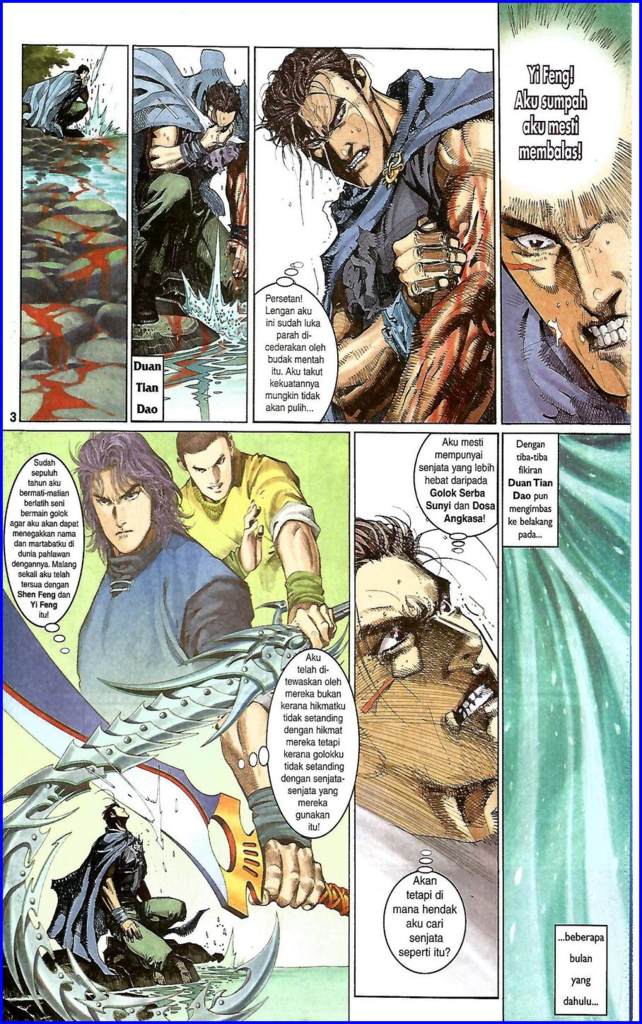 Persetan!
Lengan aku
ini sudah luka
parah di-
cederakan oleh
budak mentah
itu. Aku takut
kekuatannya
mungkin tidak
akan pulih...
Duan
Tian
Dao
Yi Feng!
Aku sumpah
aku mesti
membalas!
3
Sudah
sepuluh
tahun aku
bermati-matian
berlatih seni
bermain golok
agar aku akan dapat
menegakkan nama
dan martabatku di
dunia pahlawan
dengannya. Malang
sekali aku telah
tersua dengan
Shen Feng dan
Yi Feng
itu!
Aku
telah di-
tewaskan oleh
mereka bukan
kerana hikmatku
tidak setanding
dengan hikmat
mereka tetapi
kerana golokku
tidak setanding
dengan senjata-
senjata yang
mereka
gunakan
itu!
Aku mesti
mempunyai
senjata yang lebih
hebat daripada
Golok Serba
Sunyi dan Dosa
Angkasa!
Akan
tetapi di
mana hendak
aku cari
senjata
seperti itu?
Dengan
tiba-tiba
fikiran
Duan Tian
Dao pun
mengimbas
ke belakang
pada...
...beberapa
bulan
yang
dahulu...